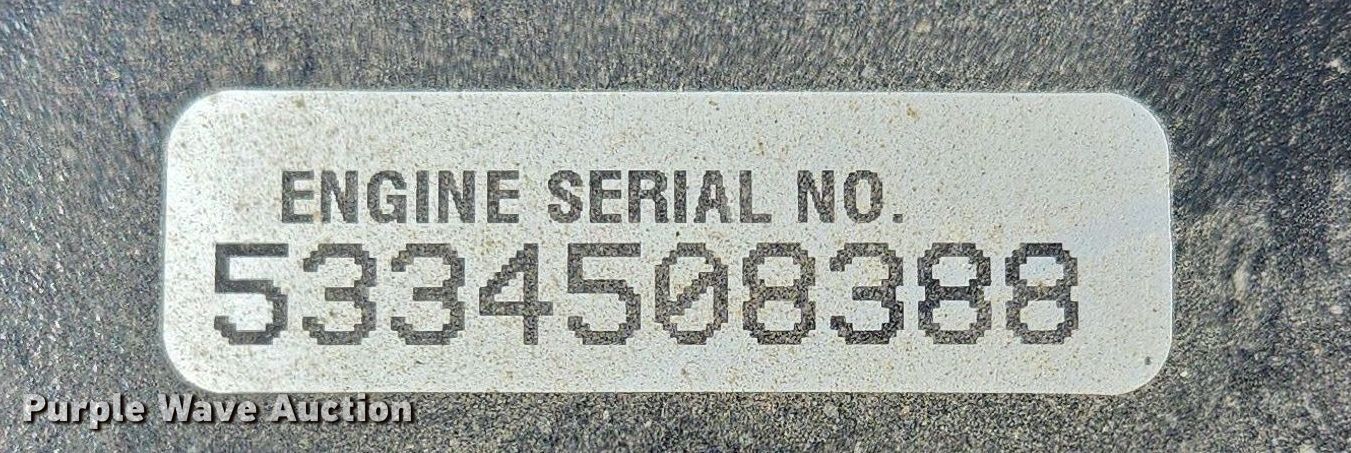 ENGINE SERIAL NO.
5334508388
Purple Wave Auction